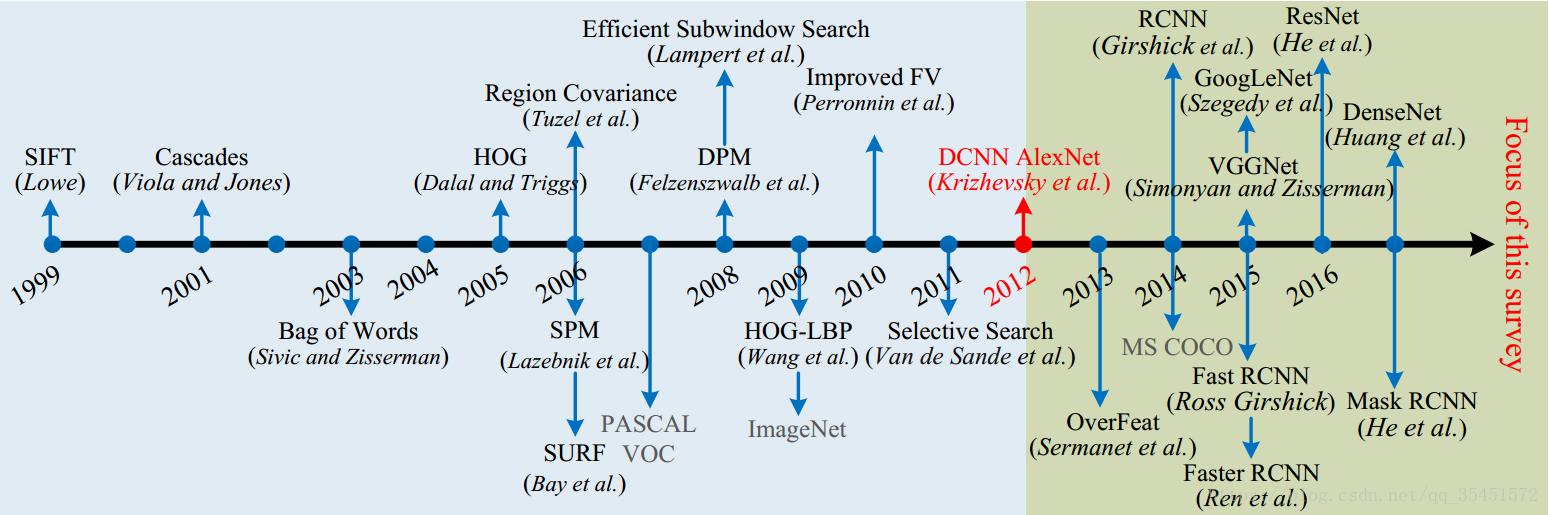 SIFT
(Lowe)
Cascades
(Viola and Jones)
HOG
(Dalal and Triggs)
Region Covariance
(Tuzel et al.)
Efficient Subwindow Search
(Lampert et al.)
DPM
(Felzenszwalb et al.)
Improved FV
(Perronnin et al.)
DCNN AlexNet
(Krizhevsky et al.)
RCNN
(Girshick et al.)
ResNet
(He et al.)
GoogLeNet
(Szegedy et al.)
VGGNet
(Simonyan and Zisserman)
DenseNet
(Huang et al.)
Focus of this survey
1999
2001
2003
2004
2005
2006
2008
2009
2010
2011
2012
2013
2014
2015
2016
Bag of Words
(Sivic and Zisserman)
SPM
(Lazebnik et al.)
SURF
(Bay et al.)
PASCAL
VOC
HOG-LBP
(Wang et al.)
ImageNet
Selective Search
(Van de Sande et al.)
OverFeat
(Sermanet et al.)
MS COCO
Fast RCNN
(Ross Girshick)
Faster RCNN
(Ren et al.)
Mask RCNN
(He et al.)
blog.csdn.net/qq_35451572